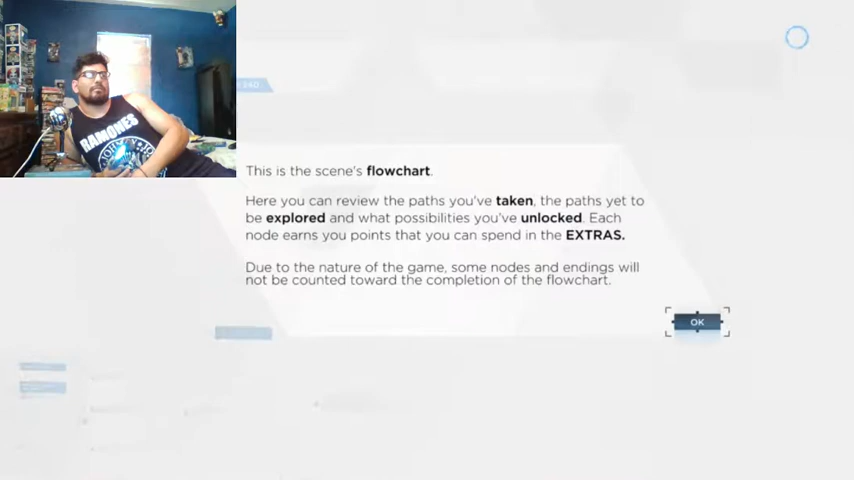 RAMONES
JOHNNY
This is the scene's flowchart.
Here you can review the paths you've taken, the paths yet to
be explored and what possibilities you've unlocked. Each
node earns you points that you can spend in the EXTRAS.
Due to the nature of the game, some nodes and endings will
not be counted toward the completion of the flowchart.
OK